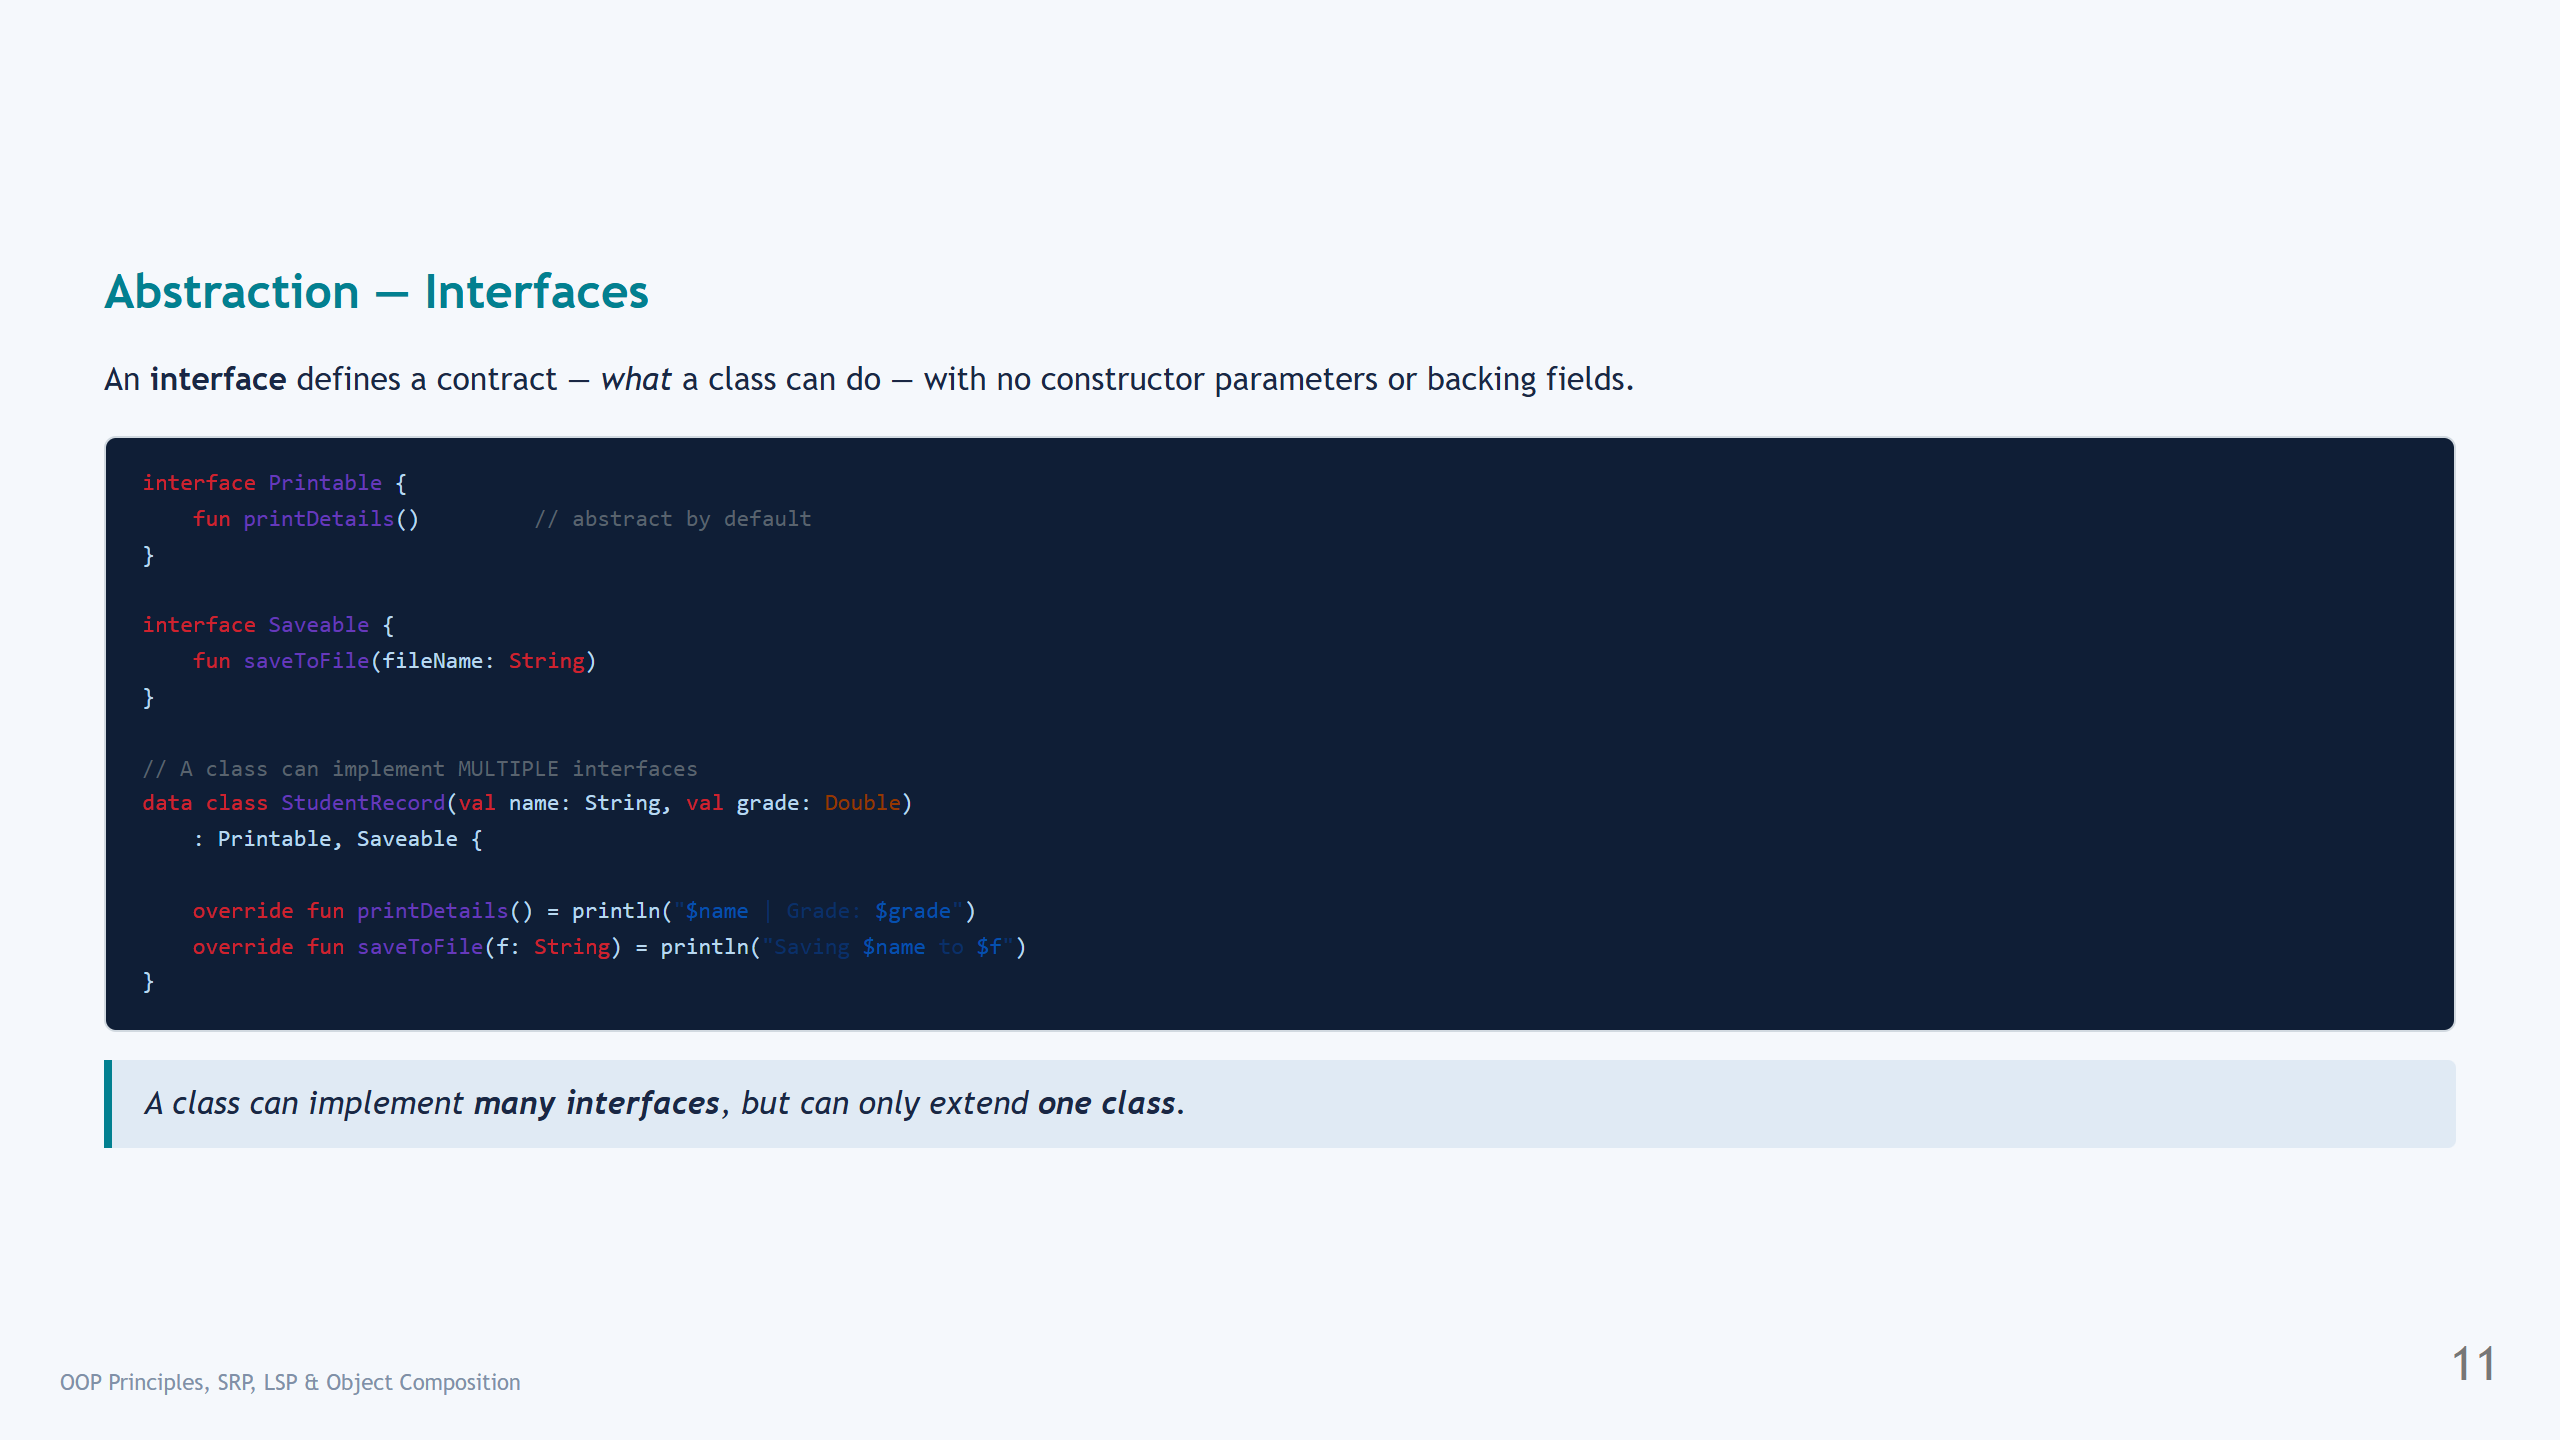 Abstraction — Interfaces
An interface defines a contract — what a class can do — with no constructor parameters or backing fields.
interface Printable {
    fun printDetails()         // abstract by default
}
interface Saveable {
    fun saveToFile(fileName: String)
}
// A class can implement MULTIPLE interfaces
data class StudentRecord(val name: String, val grade: Double)
    : Printable, Saveable {
    override fun printDetails() = println("$name | Grade: $grade")
    override fun saveToFile(f: String) = println("Saving $name to $f")
}
A class can implement many interfaces, but can only extend one class.
OOP Principles, SRP, LSP & Object Composition
11